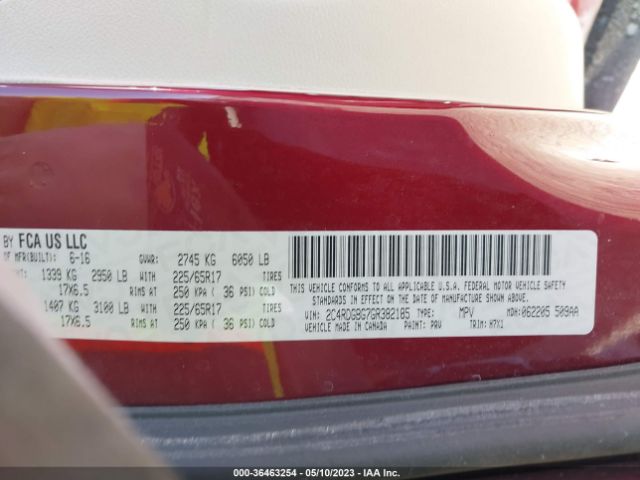 BY FCA US LLC
OF MFR(BUILT): 6-16 GVWR: 2745 KG 6050 LB
NT: 1339 KG 2950 LB WITH 225/65R17 TIRES
17X6.5 RIMS AT 250 KPA ( 36 PSI) COLD
1407 KG 3100 LB WITH 225/65R17 TIRES
17X6.5 RIMS AT 250 KPA ( 36 PSI) COLD
THIS VEHICLE CONFORMS TO ALL APPLICABLE U.S.A. FEDERAL MOTOR VEHICLE SAFETY
STANDARDS IN EFFECT ON THE DATE OF MANUFACTURE SHOWN ABOVE.
VIN: 2C4RDGBG7GR382185 TYPE: MPV MDH: 062205 509AA
VEHICLE MADE IN CANADA PAINT: PRV TRIM: H7X1
000-36463254 - 05/10/2023 - IAA Inc.